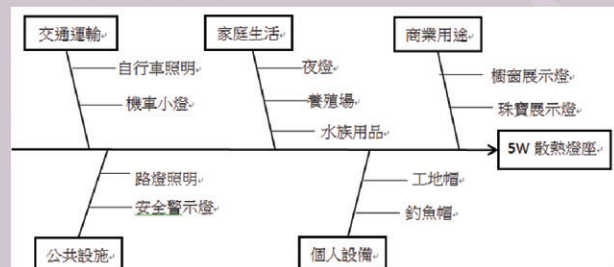 交通運輸
家庭生活
商業用途
自行車照明
夜燈
櫥窗展示燈
機車小燈
養殖場
珠寶展示燈
水族用品
5W 散熱燈座
路燈照明
工地帽
安全警示燈
釣魚帽
公共設施
個人設備